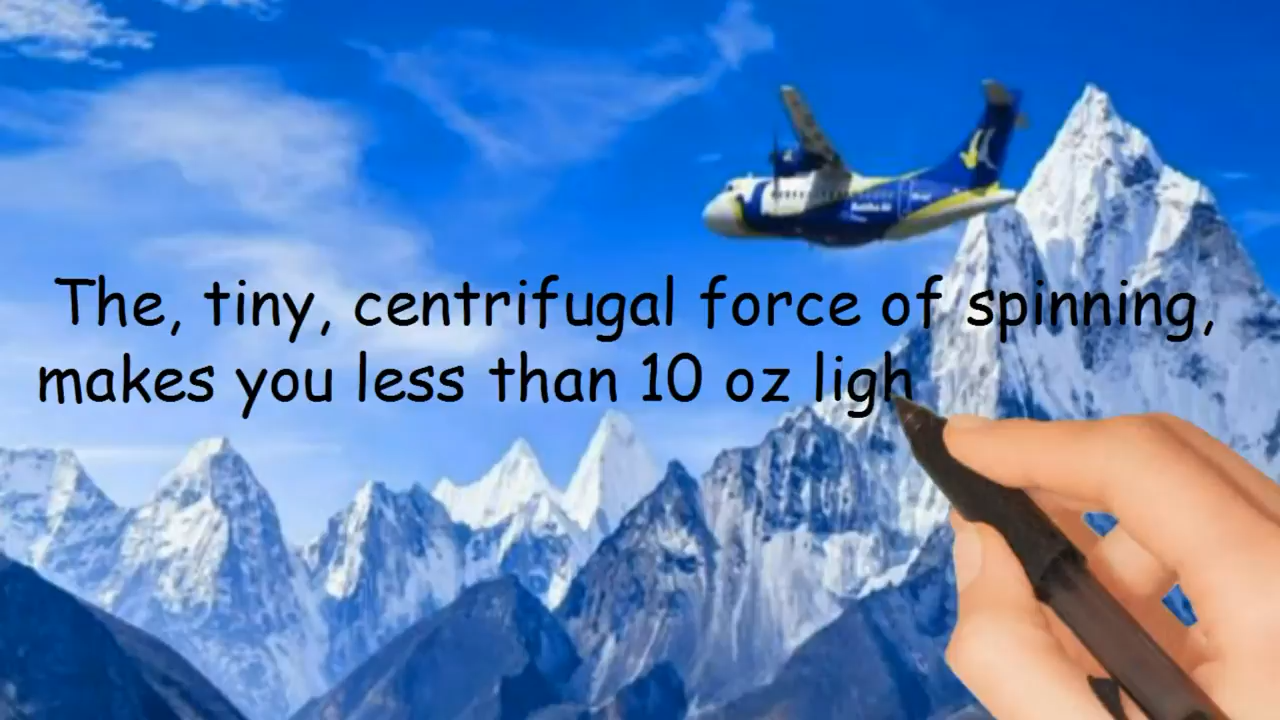 The, tiny, centrifugal force of spinning,
makes you less than 10 oz ligh